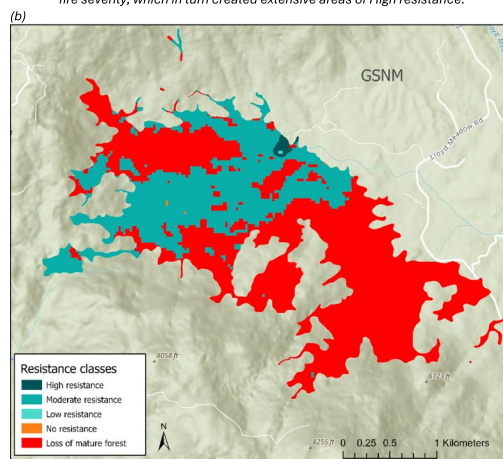 fire severity, which in turn created extensive areas of High resistance.
(b)
GSNM
Lloyd Meadow Rd
8058 ft
6723 ft
8255 ft
Resistance classes
High resistance
Moderate resistance
Low resistance
No resistance
Loss of mature forest
N
0 0.25 0.5 1 Kilometers